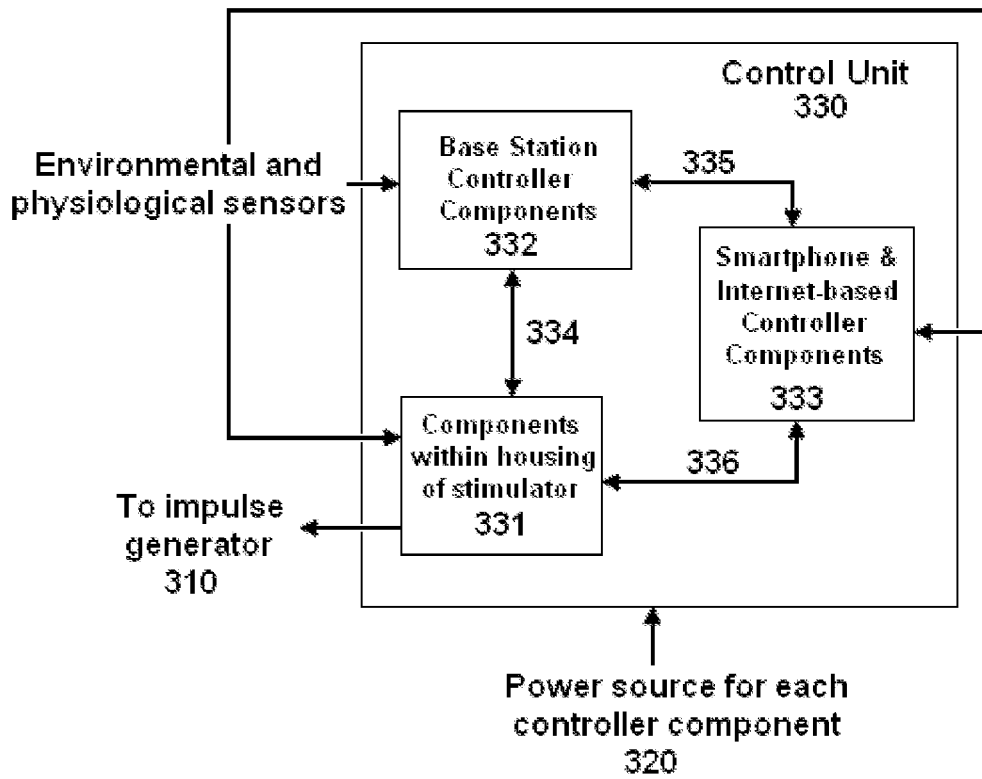 Control Unit
330
Environmental and
physiological sensors
Base Station
Controller
Components
332
335
Smartphone &
Internet-based
Controller
Components
333
334
Components
within housing
of stimulator
331
336
To impulse
generator
310
Power source for each
controller component
320